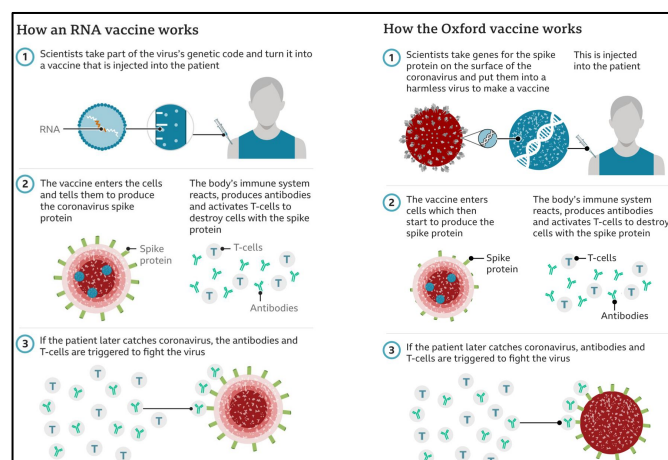 How an RNA vaccine works
1
Scientists take part of the virus's genetic code and turn it into
a vaccine that is injected into the patient
RNA
2
The vaccine enters the cells
and tells them to produce
the coronavirus spike
protein
The body's immune system
reacts, produces antibodies
and activates T-cells to
destroy cells with the spike
protein
Spike
protein
T-cells
T
T
T
T
T
T
Antibodies
3
If the patient later catches coronavirus, the antibodies and
T-cells are triggered to fight the virus
T
T
T
T
T
T
T
T
T
How the Oxford vaccine works
1
Scientists take genes for the spike
protein on the surface of the
coronavirus and put them into a
harmless virus to make a vaccine
This is injected
into the patient
2
The vaccine enters
cells which then
start to produce the
spike protein
The body's immune system
reacts, produces antibodies
and activates T-cells to destroy
cells with the spike protein
Spike
protein
T-cells
T
T
T
T
T
T
Antibodies
3
If the patient later catches coronavirus, antibodies and
T-cells are triggered to fight the virus
T
T
T
T
T
T
T
T
T